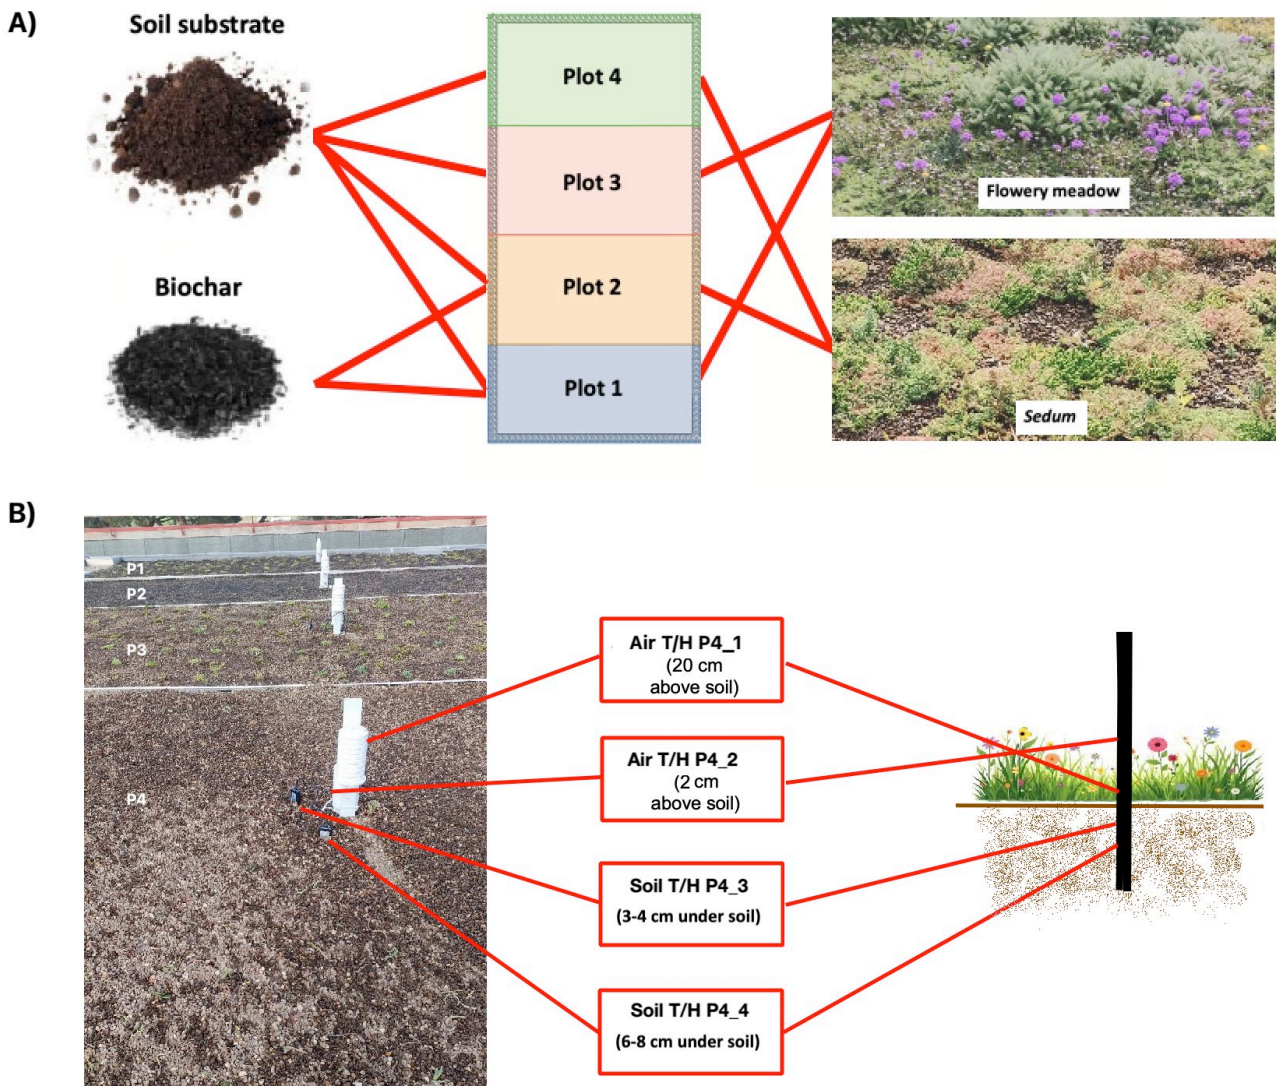 A)
Soil substrate
Biochar
Plot 4
Plot 3
Plot 2
Plot 1
Flowery meadow
Sedum
B)
P1
P2
P3
P4
Air T/H P4_1
(20 cm
above soil)
Air T/H P4_2
(2 cm
above soil)
Soil T/H P4_3
(3-4 cm under soil)
Soil T/H P4_4
(6-8 cm under soil)